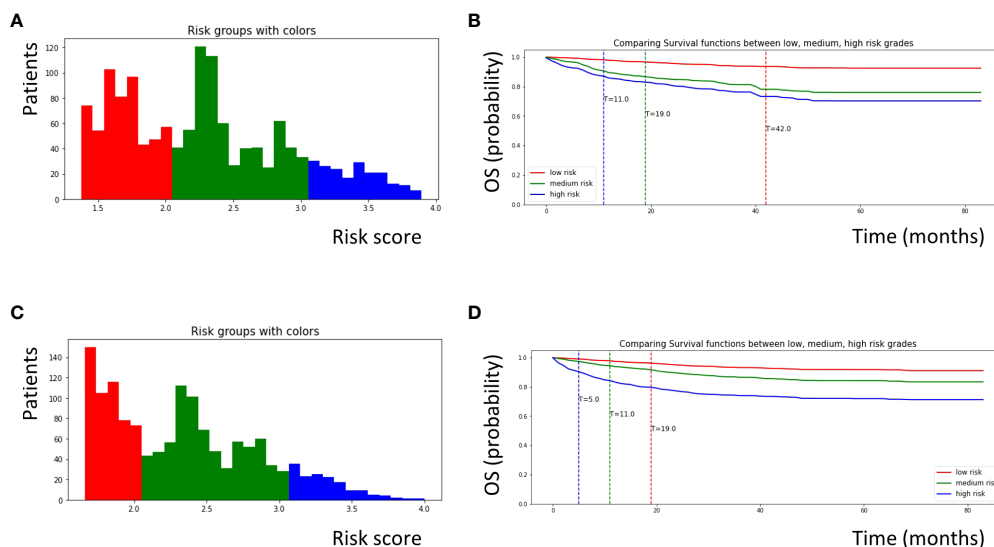 A
Risk groups with colors
Patients
120
100
80
60
40
20
0
1.5 2.0 2.5 3.0 3.5 4.0
Risk score
B
Comparing Survival functions between low, medium, high risk grades
OS (probability)
1.0
0.8
0.6
0.4
0.2
0.0
T=11.0
T=19.0
T=42.0
low risk
medium risk
high risk
0 20 40 60 80
Time (months)
C
Risk groups with colors
Patients
140
120
100
80
60
40
20
0
2.0 2.5 3.0 3.5 4.0
Risk score
D
Comparing Survival functions between low, medium, high risk grades
OS (probability)
1.0
0.8
0.6
0.4
0.2
0.0
T=5.0
T=11.0
T=19.0
low risk
medium risk
high risk
0 20 40 60 80
Time (months)